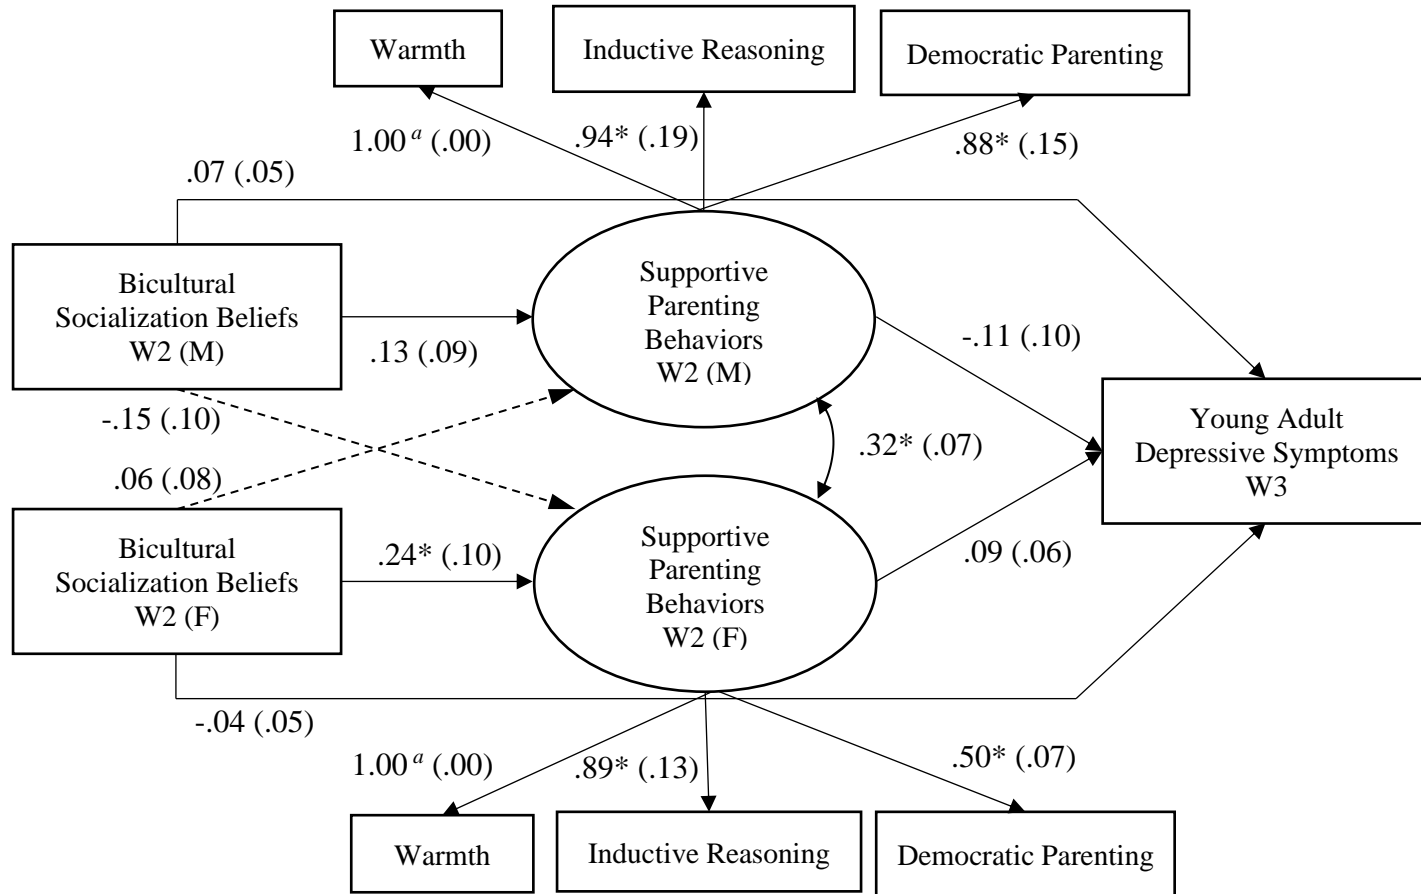 Warmth
Inductive Reasoning
Democratic Parenting
1.00 a (.00)
.94* (.19)
.88* (.15)
.07 (.05)
Bicultural
Socialization Beliefs
W2 (M)
.13 (.09)
Supportive
Parenting
Behaviors
W2 (M)
-.11 (.10)
-.15 (.10)
.32* (.07)
Young Adult
Depressive Symptoms
W3
.06 (.08)
Bicultural
Socialization Beliefs
W2 (F)
.24* (.10)
Supportive
Parenting
Behaviors
W2 (F)
.09 (.06)
-.04 (.05)
1.00 a (.00)
.89* (.13)
.50* (.07)
Warmth
Inductive Reasoning
Democratic Parenting